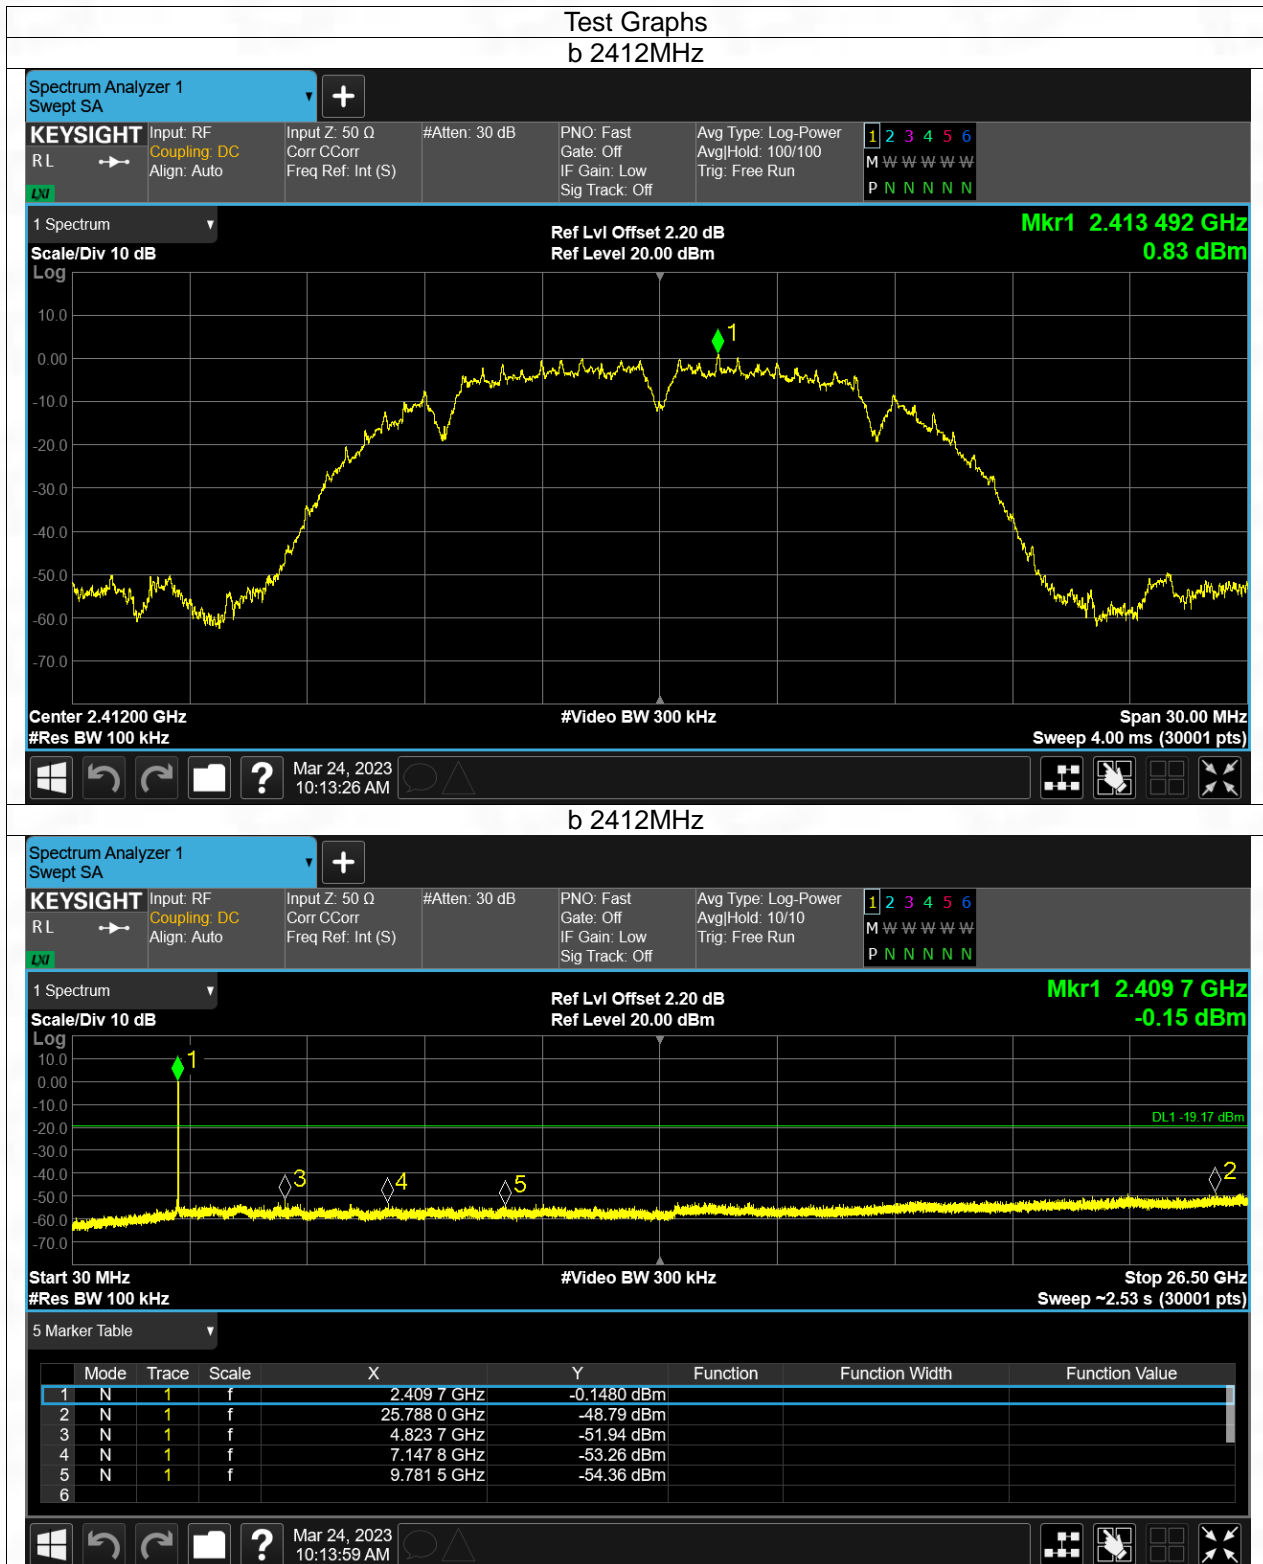 Test Graphs
b 2412MHz
Spectrum Analyzer 1
Swept SA
+
KEYSIGHT
RL
LXI
Input: RF
Coupling: DC
Align: Auto
Input Z: 50 Ω
Corr CCorr
Freq Ref: Int (S)
#Atten: 30 dB
PNO: Fast
Gate: Off
IF Gain: Low
Sig Track: Off
Avg Type: Log-Power
Avg|Hold: 100/100
Trig: Free Run
1 2 3 4 5 6
M W W W W W
P N N N N N
1 Spectrum
Scale/Div 10 dB
Ref Lvl Offset 2.20 dB
Ref Level 20.00 dBm
Mkr1 2.413 492 GHz
0.83 dBm
Log
10.0
0.00
-10.0
-20.0
-30.0
-40.0
-50.0
-60.0
-70.0
1
Center 2.41200 GHz
#Res BW 100 kHz
#Video BW 300 kHz
Span 30.00 MHz
Sweep 4.00 ms (30001 pts)
?
Mar 24, 2023
10:13:26 AM
b 2412MHz
Spectrum Analyzer 1
Swept SA
+
KEYSIGHT
RL
LXI
Input: RF
Coupling: DC
Align: Auto
Input Z: 50 Ω
Corr CCorr
Freq Ref: Int (S)
#Atten: 30 dB
PNO: Fast
Gate: Off
IF Gain: Low
Sig Track: Off
Avg Type: Log-Power
Avg|Hold: 10/10
Trig: Free Run
1 2 3 4 5 6
M W W W W W
P N N N N N
1 Spectrum
Scale/Div 10 dB
Ref Lvl Offset 2.20 dB
Ref Level 20.00 dBm
Mkr1 2.409 7 GHz
-0.15 dBm
Log
10.0
0.00
-10.0
-20.0
-30.0
-40.0
-50.0
-60.0
-70.0
1
DL1 -19.17 dBm
3
4
5
2
Start 30 MHz
#Res BW 100 kHz
#Video BW 300 kHz
Stop 26.50 GHz
Sweep ~2.53 s (30001 pts)
5 Marker Table
Mode Trace Scale X Y Function Function Width Function Value
1 N 1 f 2.409 7 GHz -0.1480 dBm
2 N 1 f 25.788 0 GHz -48.79 dBm
3 N 1 f 4.823 7 GHz -51.94 dBm
4 N 1 f 7.147 8 GHz -53.26 dBm
5 N 1 f 9.781 5 GHz -54.36 dBm
6
?
Mar 24, 2023
10:13:59 AM